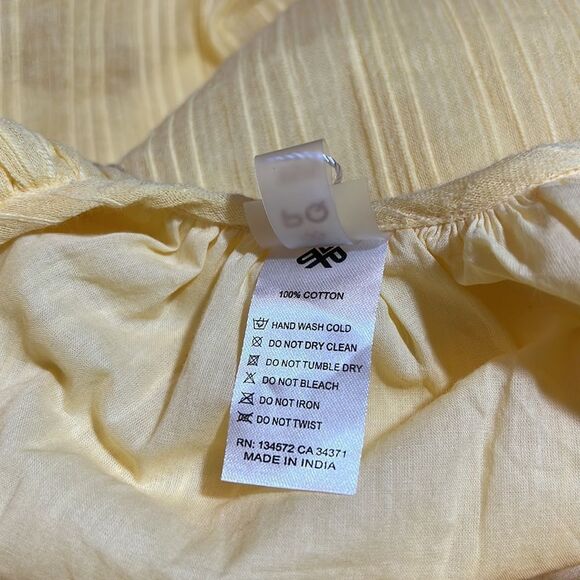 100% COTTON
HAND WASH COLD
DO NOT DRY CLEAN
DO NOT TUMBLE DRY
DO NOT BLEACH
DO NOT IRON
DO NOT TWIST
RN: 134572 CA 34371
MADE IN INDIA